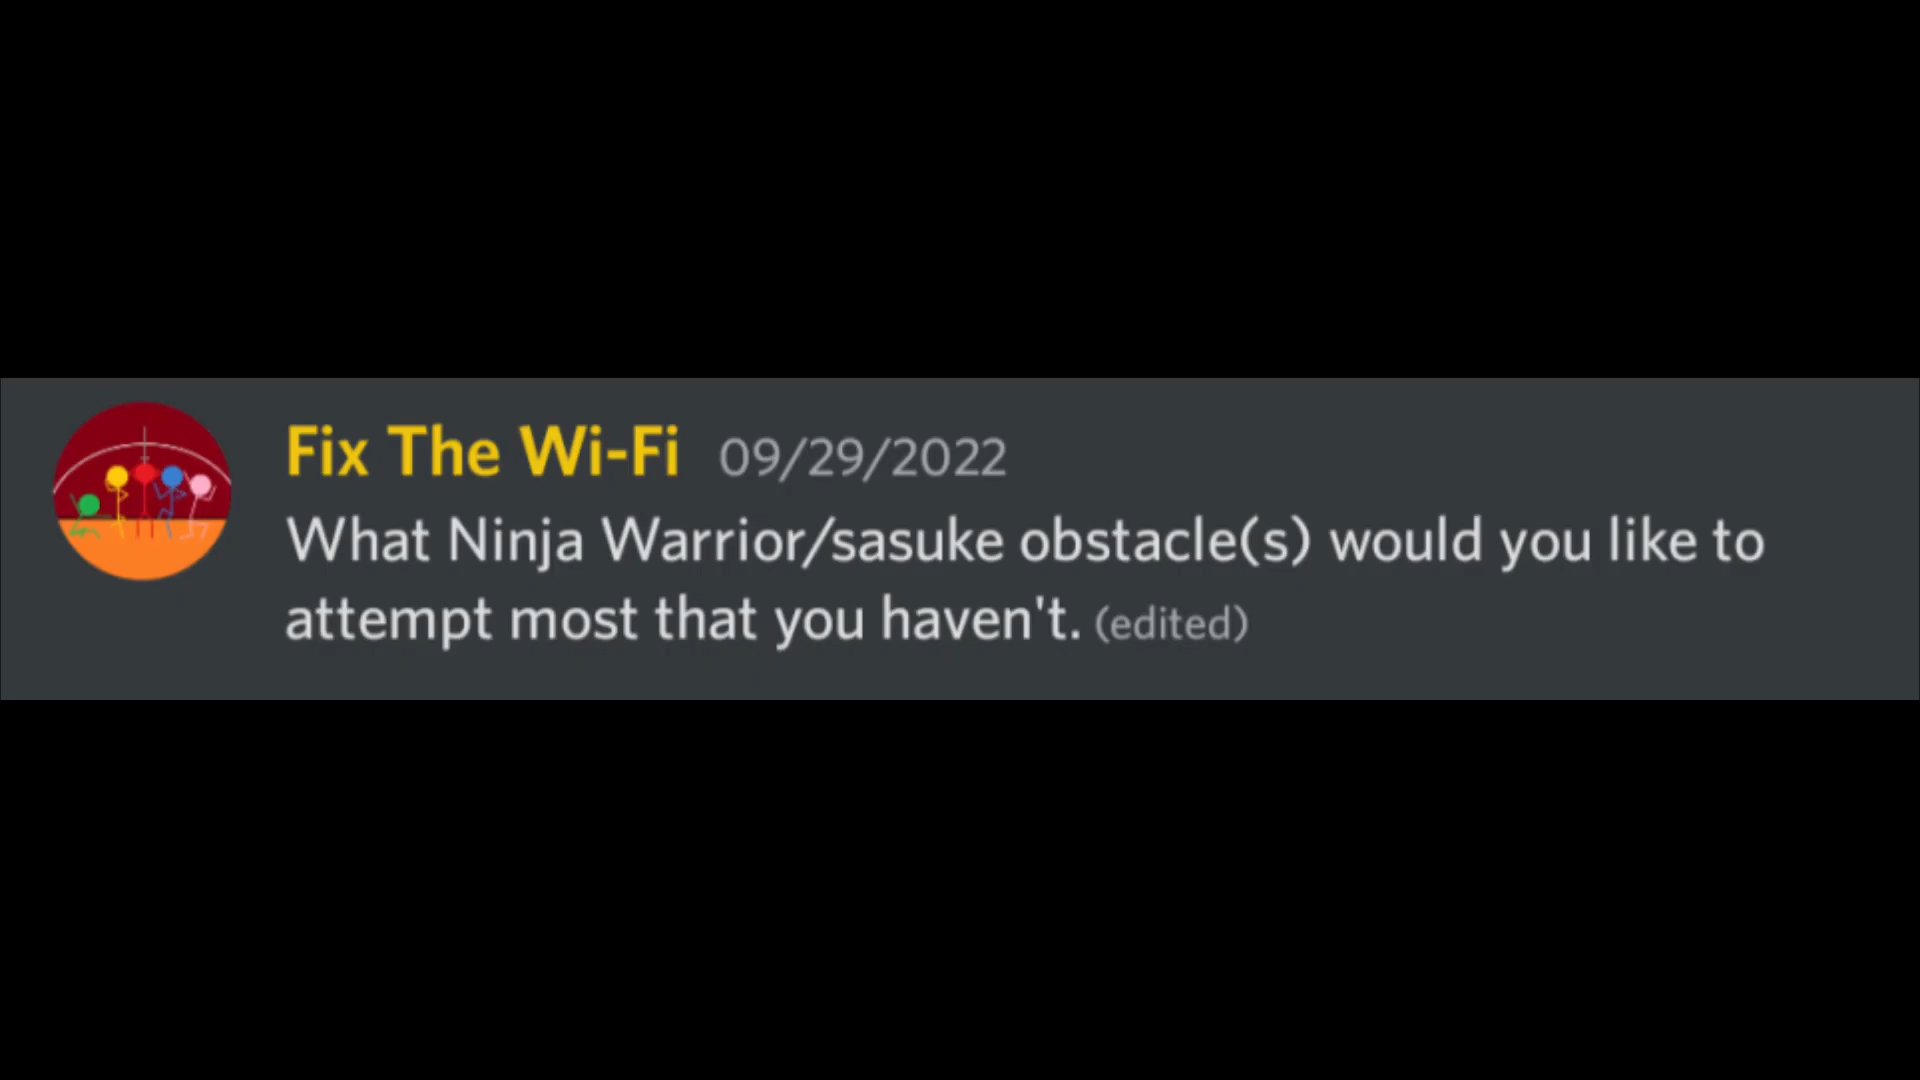 Fix The Wi-Fi 09/29/2022
What Ninja Warrior/sasuke obstacle(s) would you like to
attempt most that you haven't. (edited)